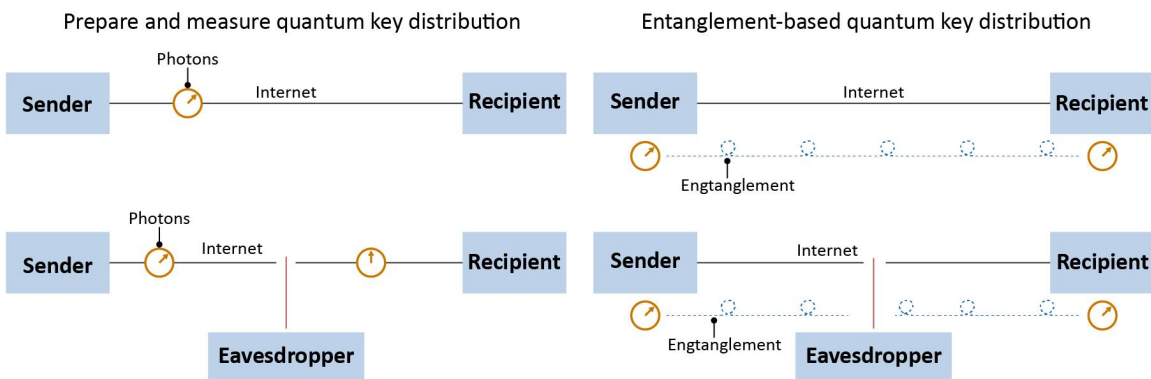 Prepare and measure quantum key distribution
Photons
Sender
Internet
Recipient
Photons
Sender
Internet
Recipient
Eavesdropper
Entanglement-based quantum key distribution
Sender
Internet
Recipient
Engtanglement
Sender
Internet
Recipient
Engtanglement
Eavesdropper